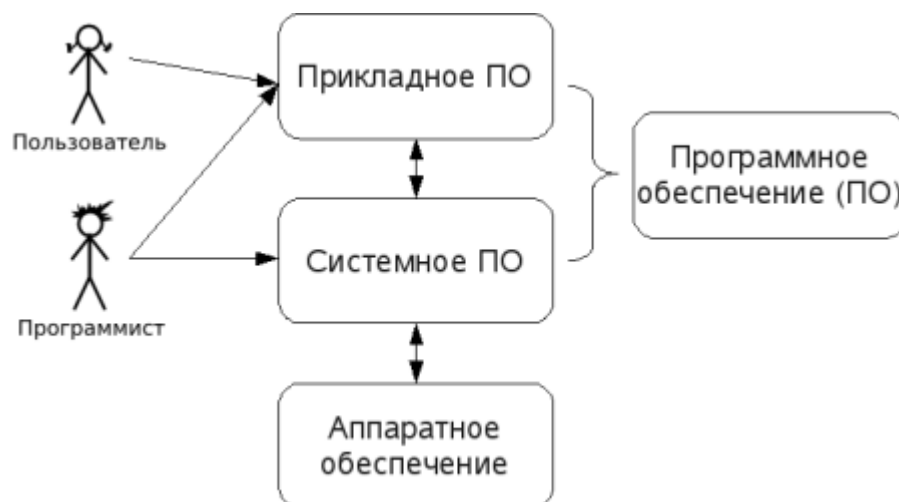 Прикладное ПО
Пользователь
Программное
обеспечение (ПО)
Системное ПО
Программист
Аппаратное
обеспечение